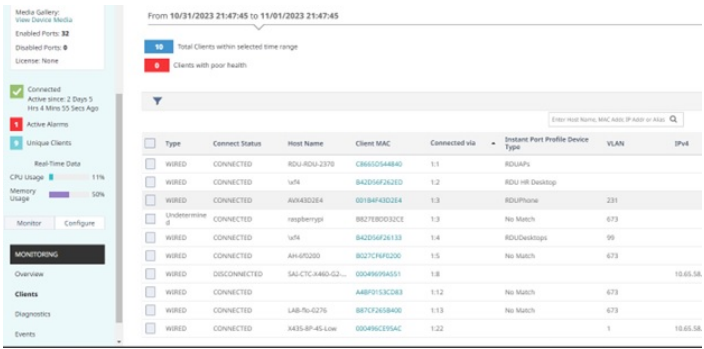 Media Gallery:
View Device Media
Enabled Ports: 32
Disabled Ports: 0
License: None
Connected
Active since: 2 Days 5
Hrs 4 Mins 55 Secs Ago
1 Active Alarms
9 Unique Clients
Real-Time Data
CPU Usage 11%
Memory Usage 50%
Monitor Configure
MONITORING
Overview
Clients
Diagnostics
Events
From 10/31/2023 21:47:45 to 11/01/2023 21:47:45
10 Total Clients within selected time range
0 Clients with poor health
Enter Host Name, MAC Addr, IP Addr or Alias
Type Connect Status Host Name Client MAC Connected via Instant Port Profile Device Type VLAN IPv4
WIRED CONNECTED RDU-RDU-2370 C8665D544840 1:1 RDUAPs
WIRED CONNECTED \xf4 B42D56F262ED 1:2 RDU HR Desktop
WIRED CONNECTED AVX43D2E4 001B4F43D2E4 1:3 RDUPhone 231
Undetermined CONNECTED raspberrypi B827EBDD32CE 1:3 No Match 673
WIRED CONNECTED \xf4 B42D56F26133 1:4 RDUDesktops 99
WIRED CONNECTED AH-6f0200 B027CF6F0200 1:5 No Match 673
WIRED DISCONNECTED SAJ-CTC-X460-G2-... 00049699A551 1:8 10.65.58.
WIRED CONNECTED A4BF0153CD83 1:12 No Match 673
WIRED CONNECTED LAB-flo-0276 B87CF2658400 1:13 No Match 673
WIRED CONNECTED X435-8P-4S-Low 000496CE95AC 1:22 1 10.65.58.